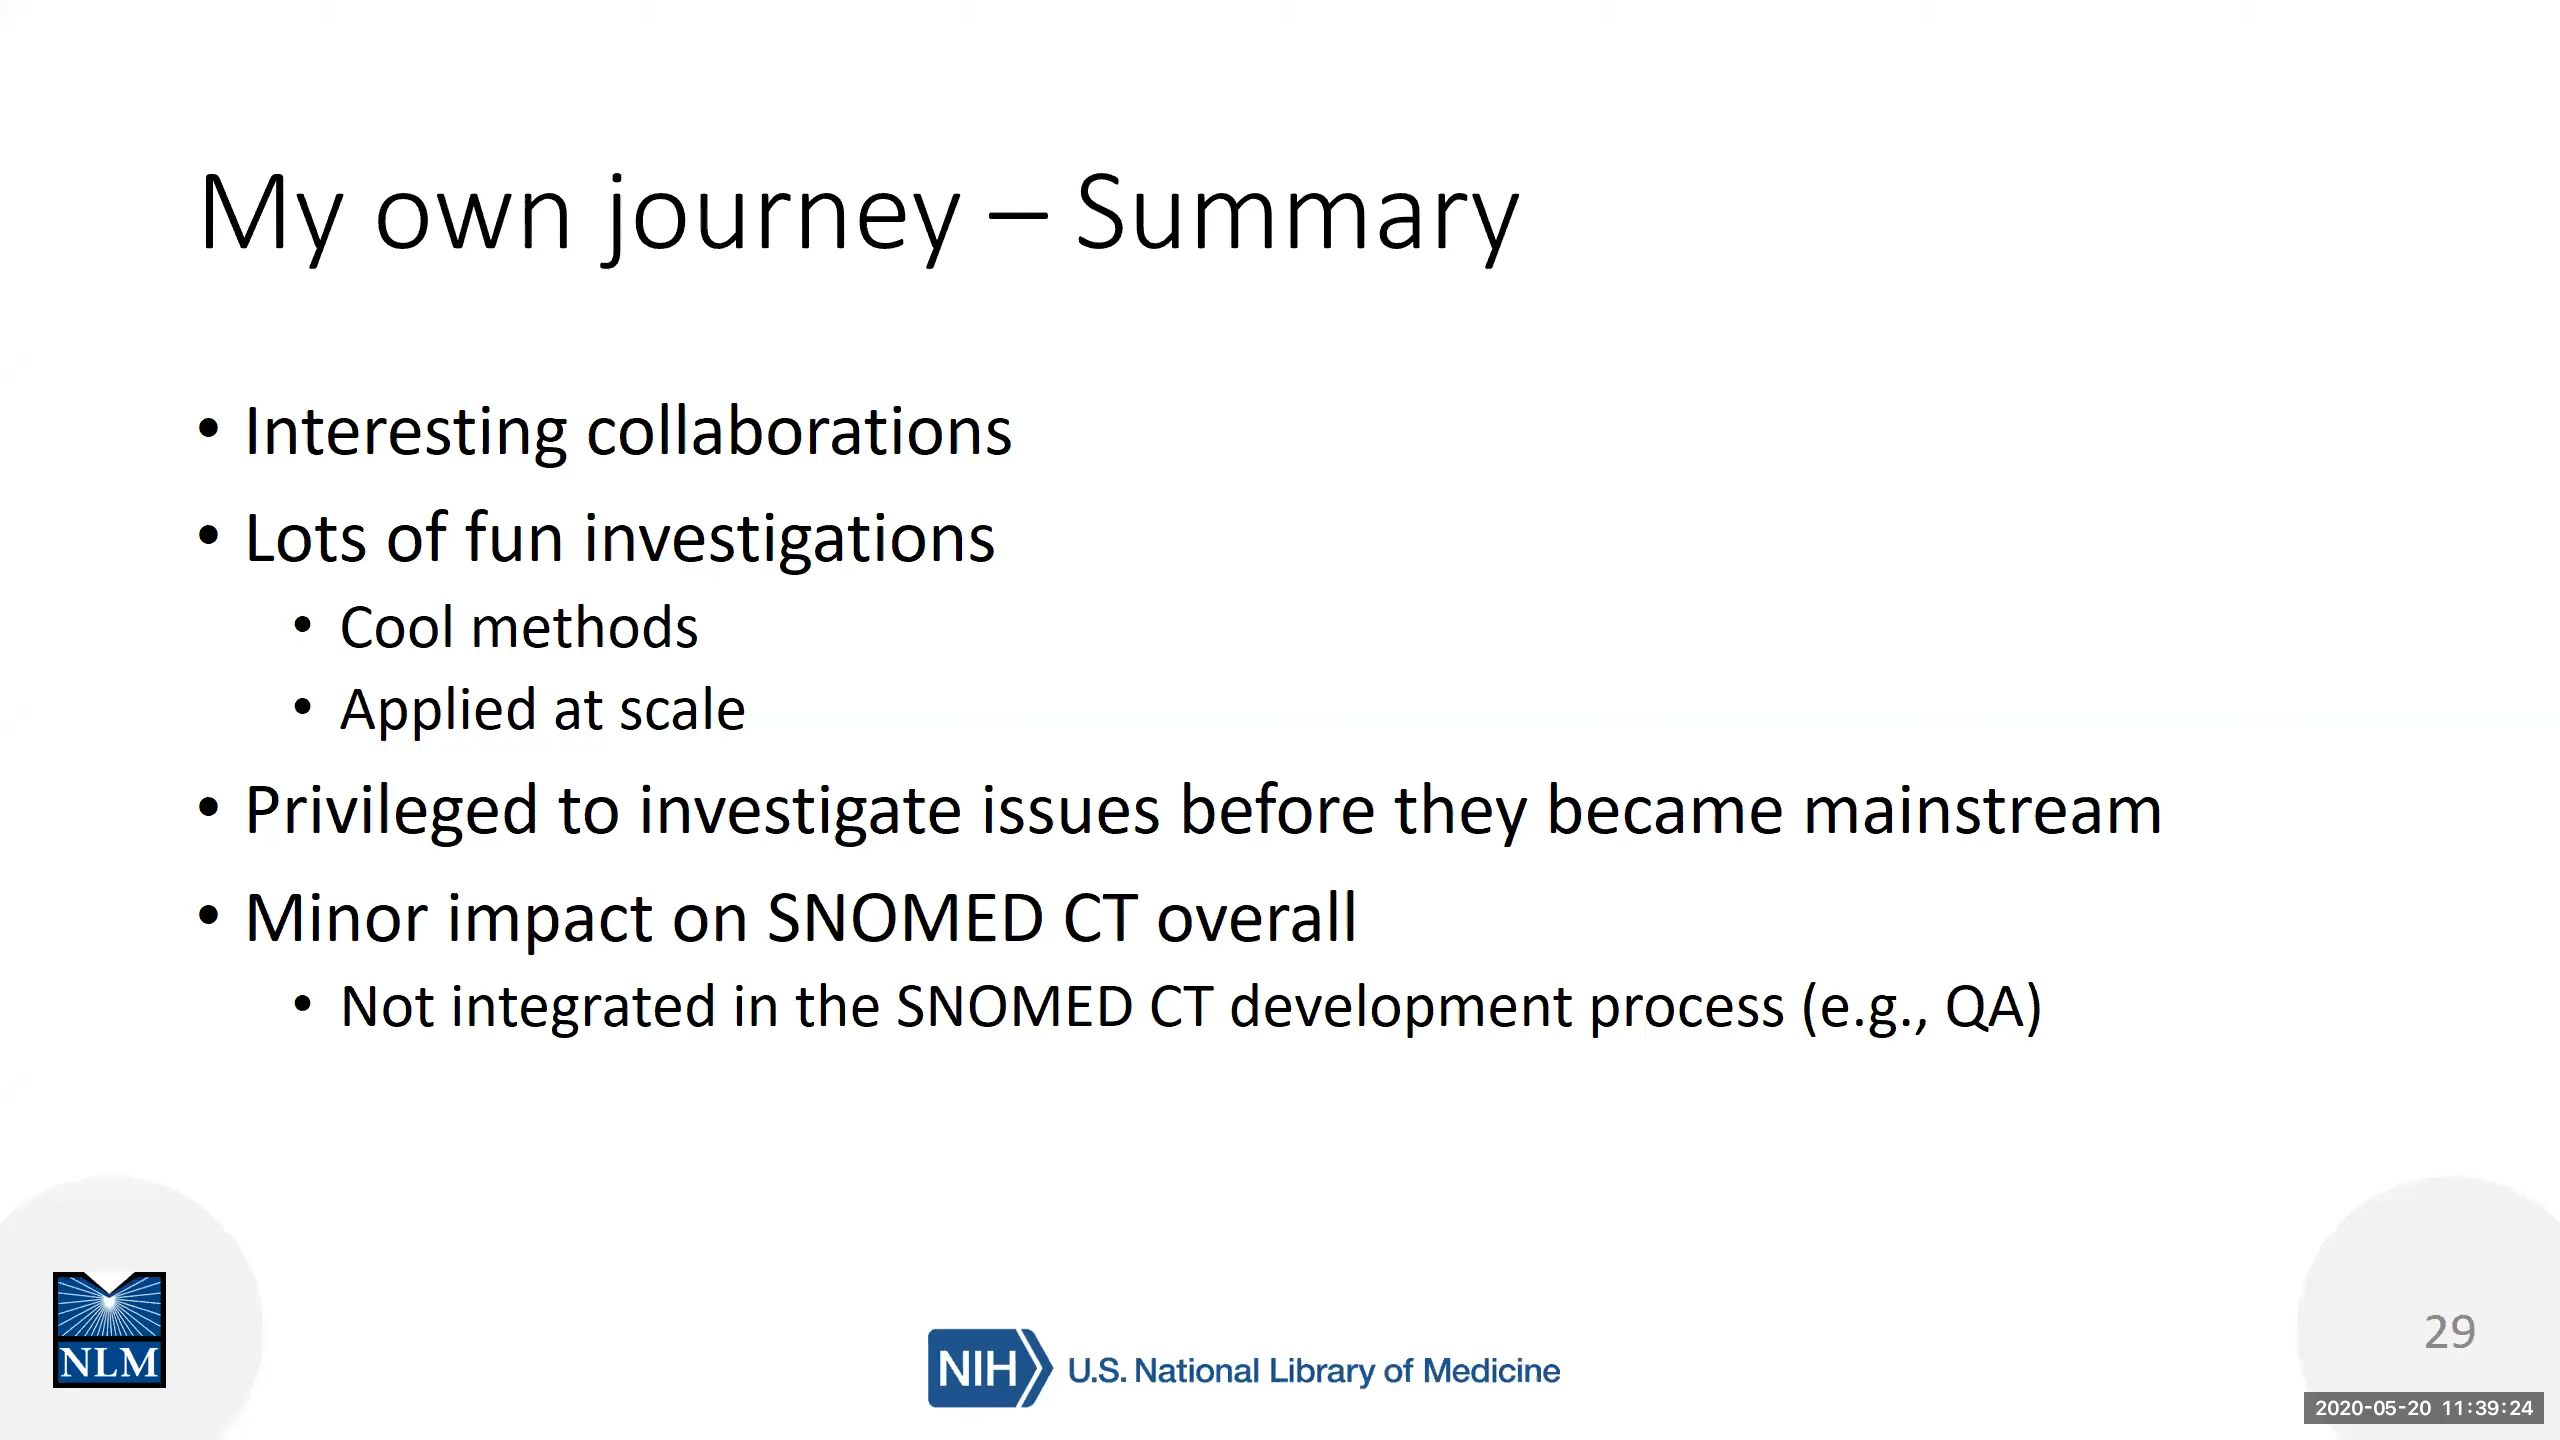 My own journey – Summary
• Interesting collaborations
• Lots of fun investigations
• Cool methods
• Applied at scale
• Privileged to investigate issues before they became mainstream
• Minor impact on SNOMED CT overall
• Not integrated in the SNOMED CT development process (e.g., QA)
NLM
NIH U.S. National Library of Medicine
29
2020-05-20 11:39:24